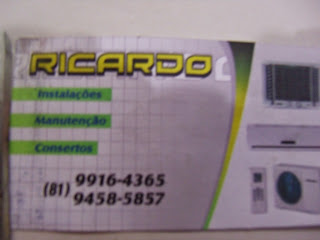 RICARDO
Instalações
Manutenção
Consertos
(81) 9916-4365
9458-5857